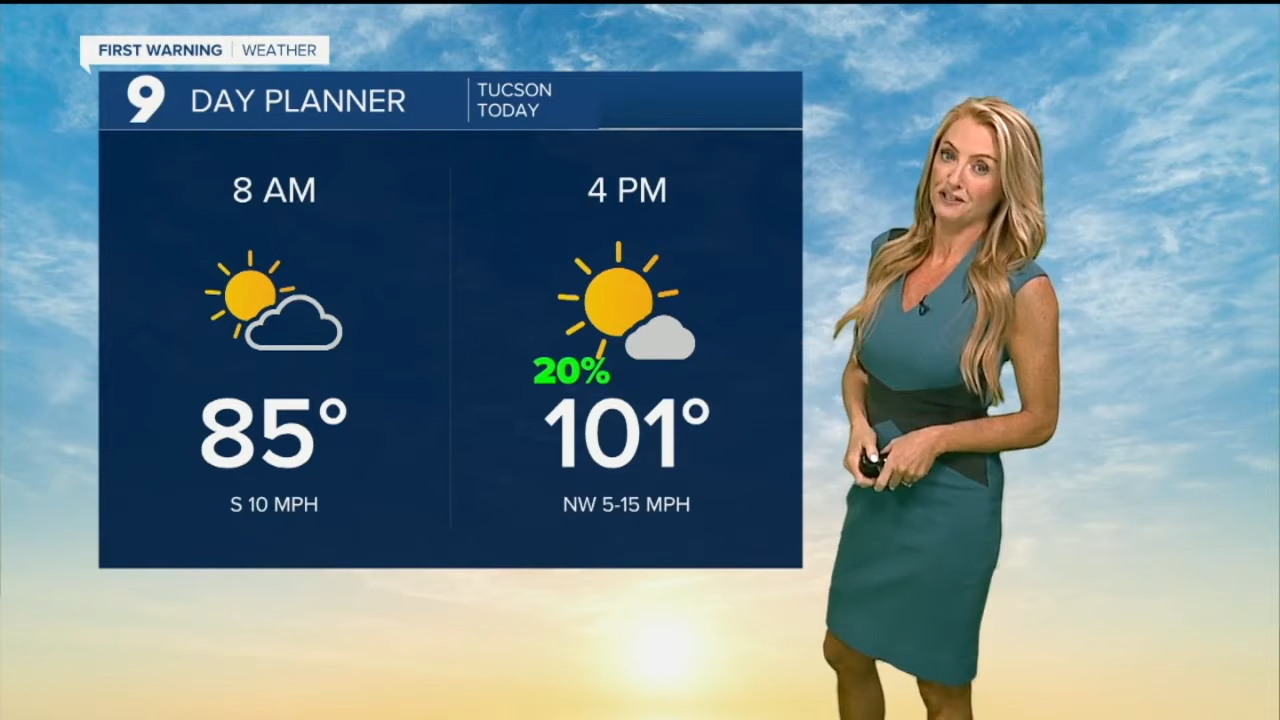 FIRST WARNING | WEATHER
9 DAY PLANNER
TUCSON
TODAY
8 AM
4 PM
20%
85°
101°
S 10 MPH
NW 5-15 MPH